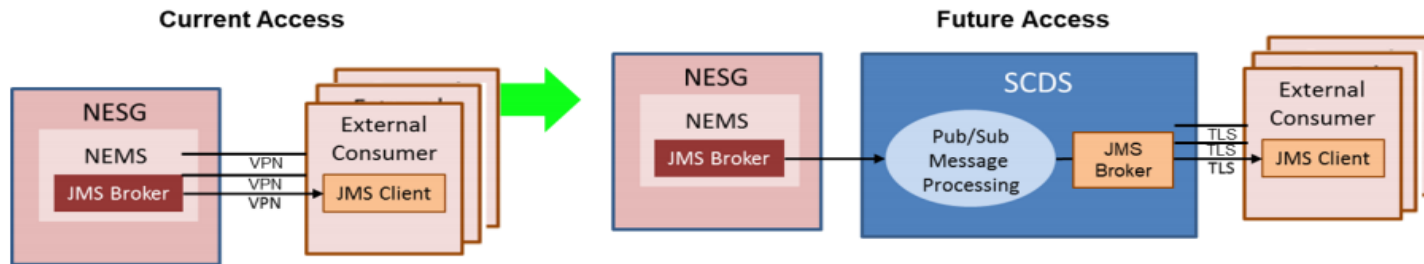 Current Access
NESG
NEMS
JMS Broker
VPN
VPN
VPN
External
Consumer
JMS Client
Future Access
NESG
NEMS
JMS Broker
SCDS
Pub/Sub
Message
Processing
JMS
Broker
TLS
TLS
TLS
External
Consumer
JMS Client